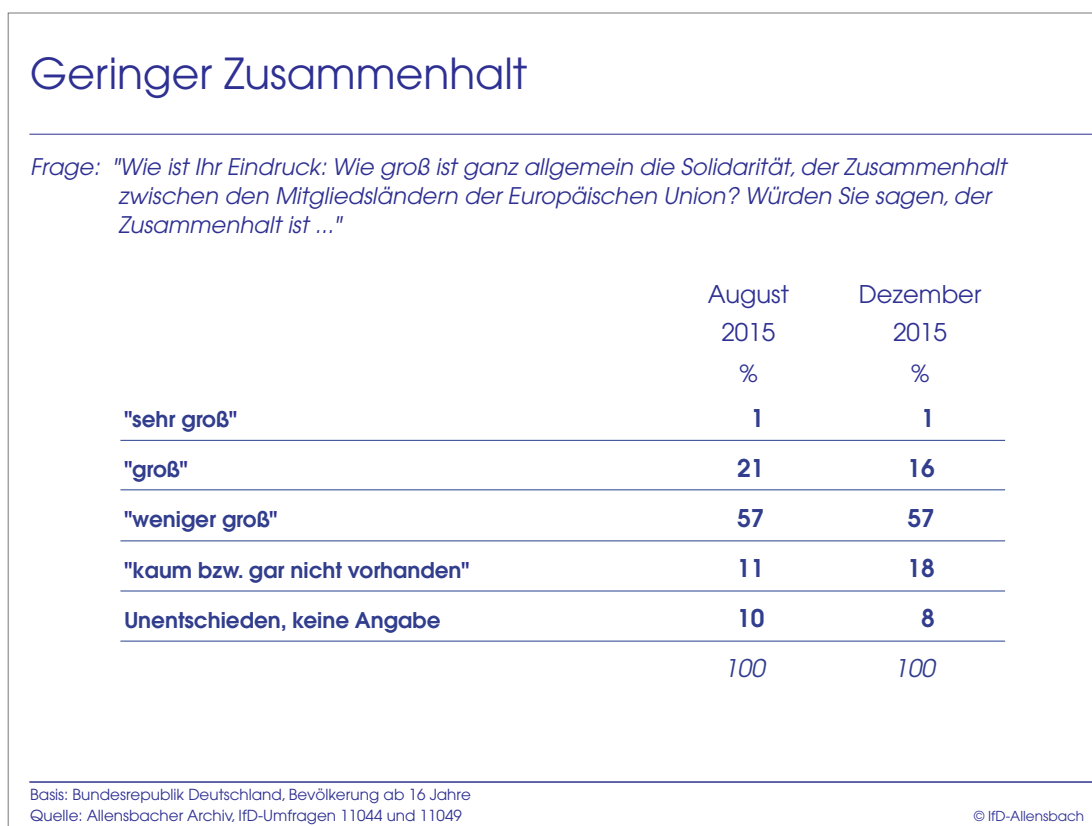 Geringer Zusammenhalt
Frage: "Wie ist Ihr Eindruck: Wie groß ist ganz allgemein die Solidarität, der Zusammenhalt
zwischen den Mitgliedsländern der Europäischen Union? Würden Sie sagen, der
Zusammenhalt ist ..."
August Dezember
2015 2015
% %
"sehr groß" 1 1
"groß" 21 16
"weniger groß" 57 57
"kaum bzw. gar nicht vorhanden" 11 18
Unentschieden, keine Angabe 10 8
100 100
Basis: Bundesrepublik Deutschland, Bevölkerung ab 16 Jahre
Quelle: Allensbacher Archiv, IfD-Umfragen 11044 und 11049 © IfD-Allensbach